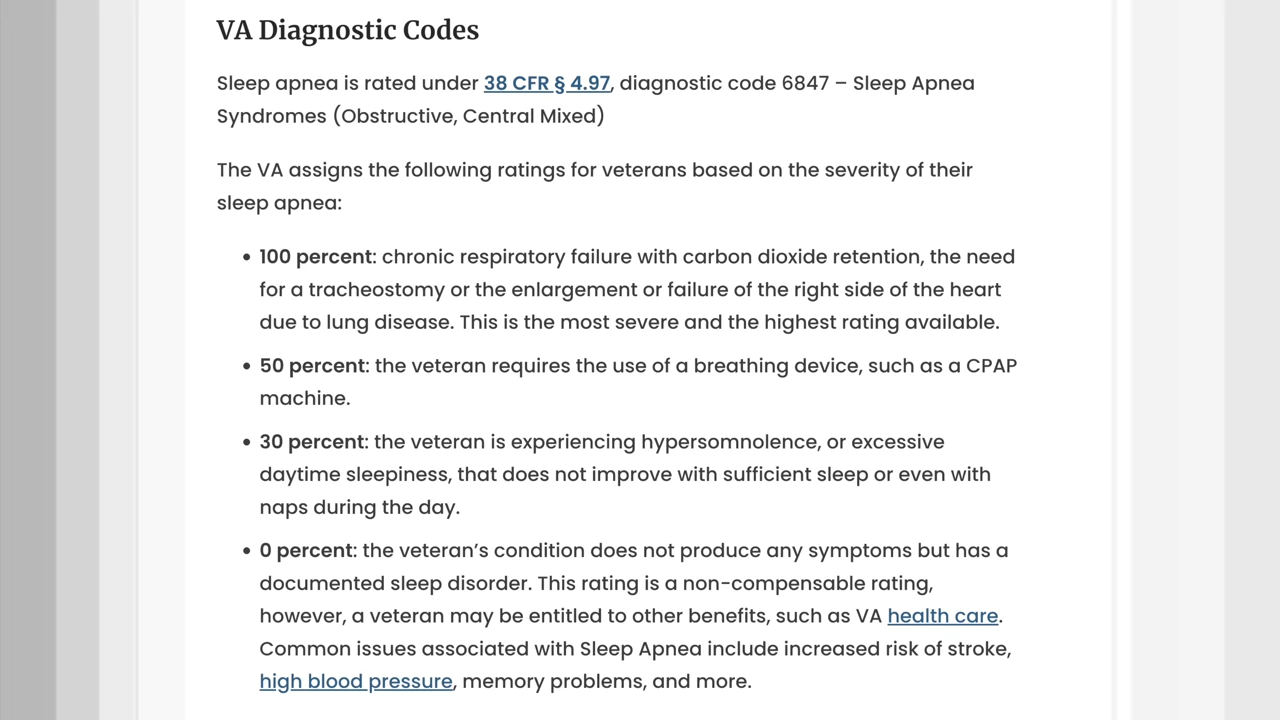 VA Diagnostic Codes
Sleep apnea is rated under 38 CFR § 4.97, diagnostic code 6847 – Sleep Apnea
Syndromes (Obstructive, Central Mixed)
The VA assigns the following ratings for veterans based on the severity of their
sleep apnea:
• 100 percent: chronic respiratory failure with carbon dioxide retention, the need
for a tracheostomy or the enlargement or failure of the right side of the heart
due to lung disease. This is the most severe and the highest rating available.
• 50 percent: the veteran requires the use of a breathing device, such as a CPAP
machine.
• 30 percent: the veteran is experiencing hypersomnolence, or excessive
daytime sleepiness, that does not improve with sufficient sleep or even with
naps during the day.
• 0 percent: the veteran’s condition does not produce any symptoms but has a
documented sleep disorder. This rating is a non-compensable rating,
however, a veteran may be entitled to other benefits, such as VA health care.
Common issues associated with Sleep Apnea include increased risk of stroke,
high blood pressure, memory problems, and more.